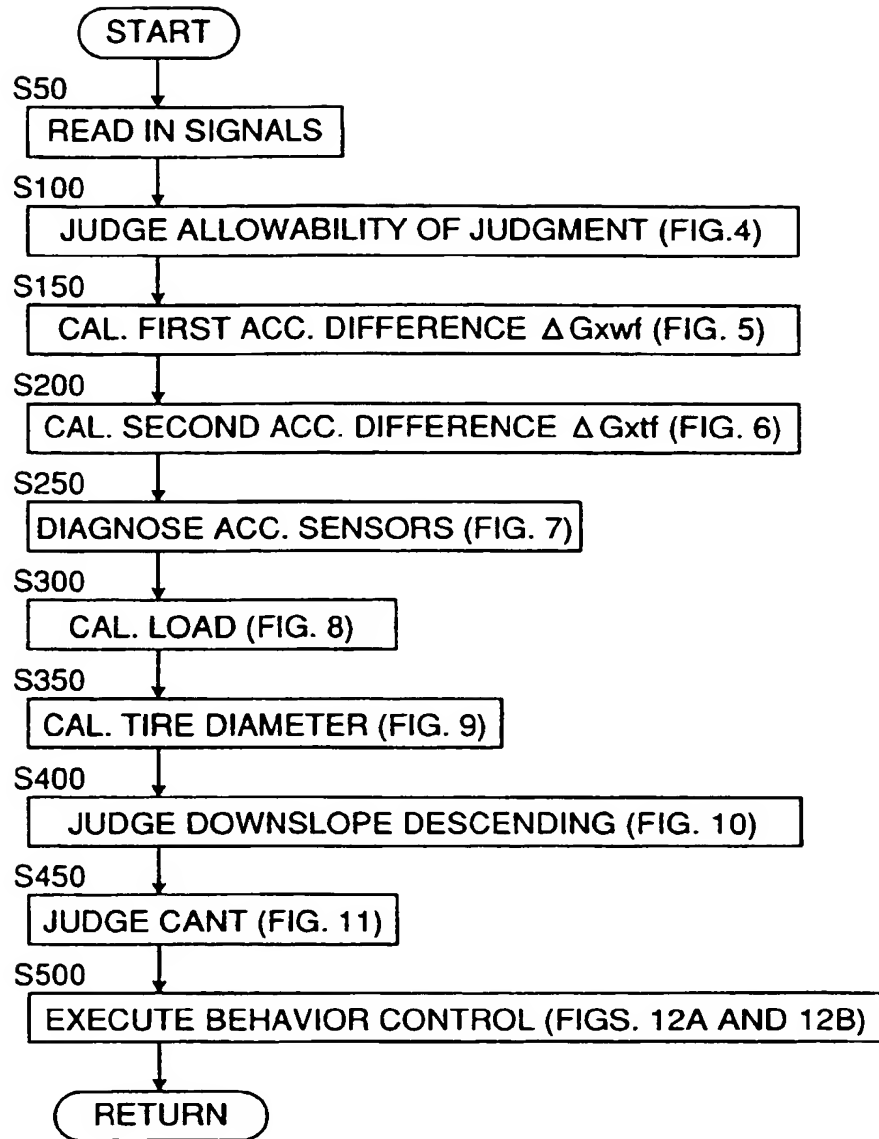 START
S50
READ IN SIGNALS
S100
JUDGE ALLOWABILITY OF JUDGMENT (FIG.4)
S150
CAL. FIRST ACC. DIFFERENCE ΔGxwf (FIG. 5)
S200
CAL. SECOND ACC. DIFFERENCE ΔGxtf (FIG. 6)
S250
DIAGNOSE ACC. SENSORS (FIG. 7)
S300
CAL. LOAD (FIG. 8)
S350
CAL. TIRE DIAMETER (FIG. 9)
S400
JUDGE DOWNSLOPE DESCENDING (FIG. 10)
S450
JUDGE CANT (FIG. 11)
S500
EXECUTE BEHAVIOR CONTROL (FIGS. 12A AND 12B)
RETURN